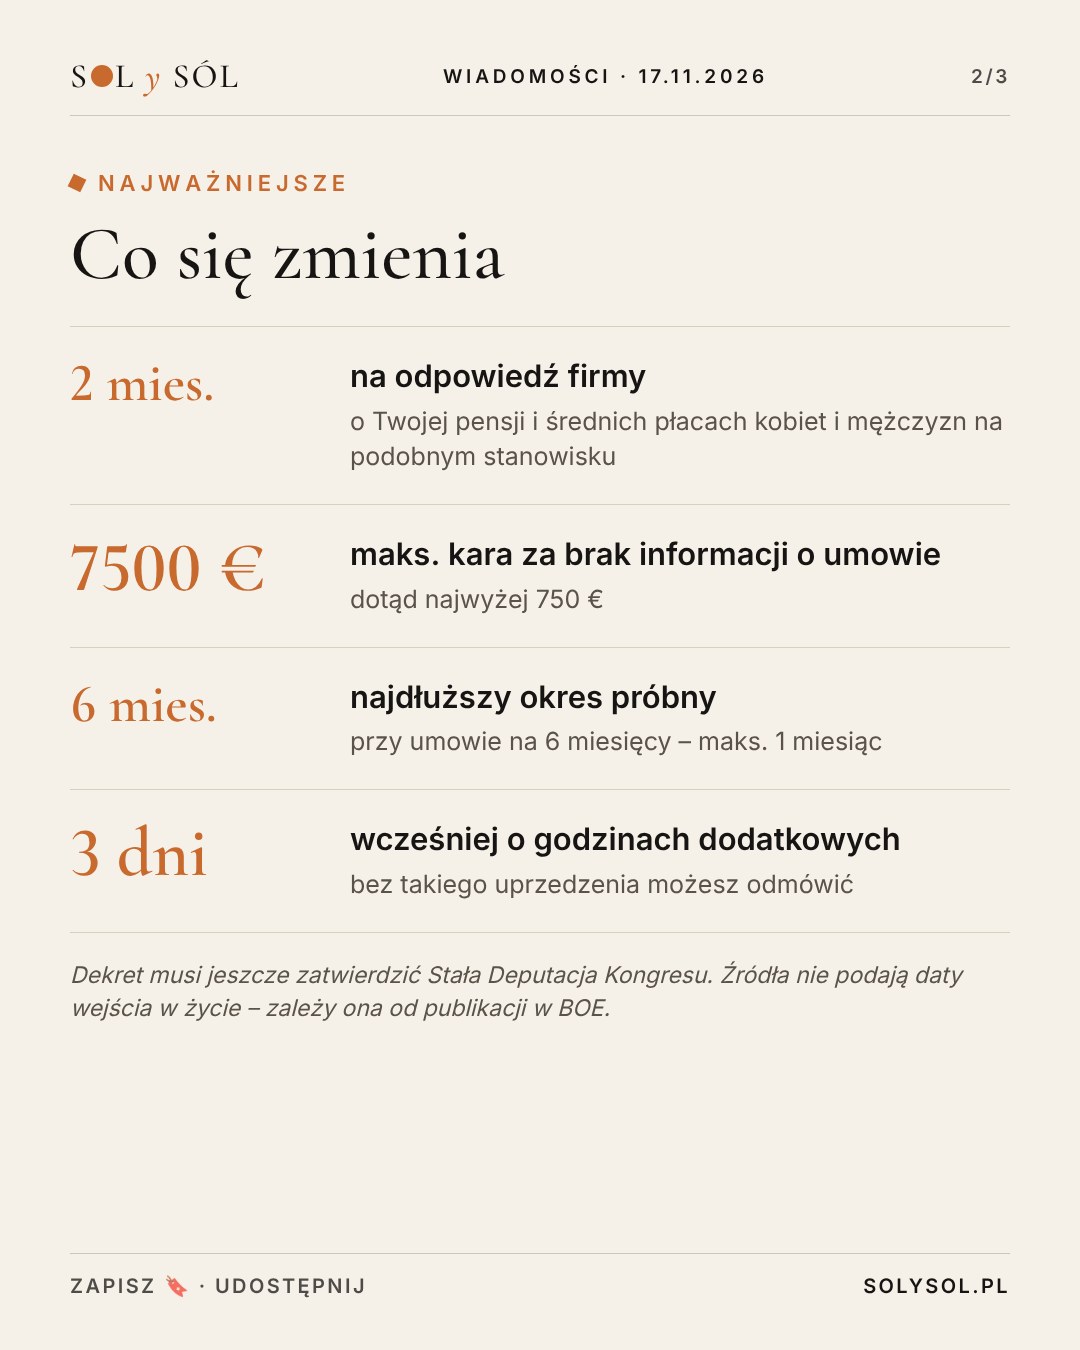 SOL y SÓL
WIADOMOŚCI · 17.11.2026
2/3
NAJWAŻNIEJSZE
Co się zmienia
2 mies.
na odpowiedź firmy
o Twojej pensji i średnich płacach kobiet i mężczyzn na
podobnym stanowisku
7500 €
maks. kara za brak informacji o umowie
dotąd najwyżej 750 €
6 mies.
najdłuższy okres próbny
przy umowie na 6 miesięcy – maks. 1 miesiąc
3 dni
wcześniej o godzinach dodatkowych
bez takiego uprzedzenia możesz odmówić
Dekret musi jeszcze zatwierdzić Stała Deputacja Kongresu. Źródła nie podają daty
wejścia w życie – zależy ona od publikacji w BOE.
ZAPISZ 🔖 · UDOSTĘPNIJ
SOLYSOL.PL